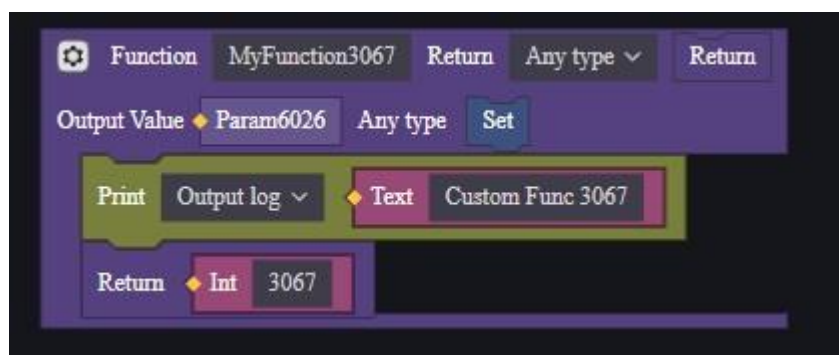 Function MyFunction3067 Return Any type Return
Output Value Param6026 Any type Set
Print Output log Text Custom Func 3067
Return Int 3067